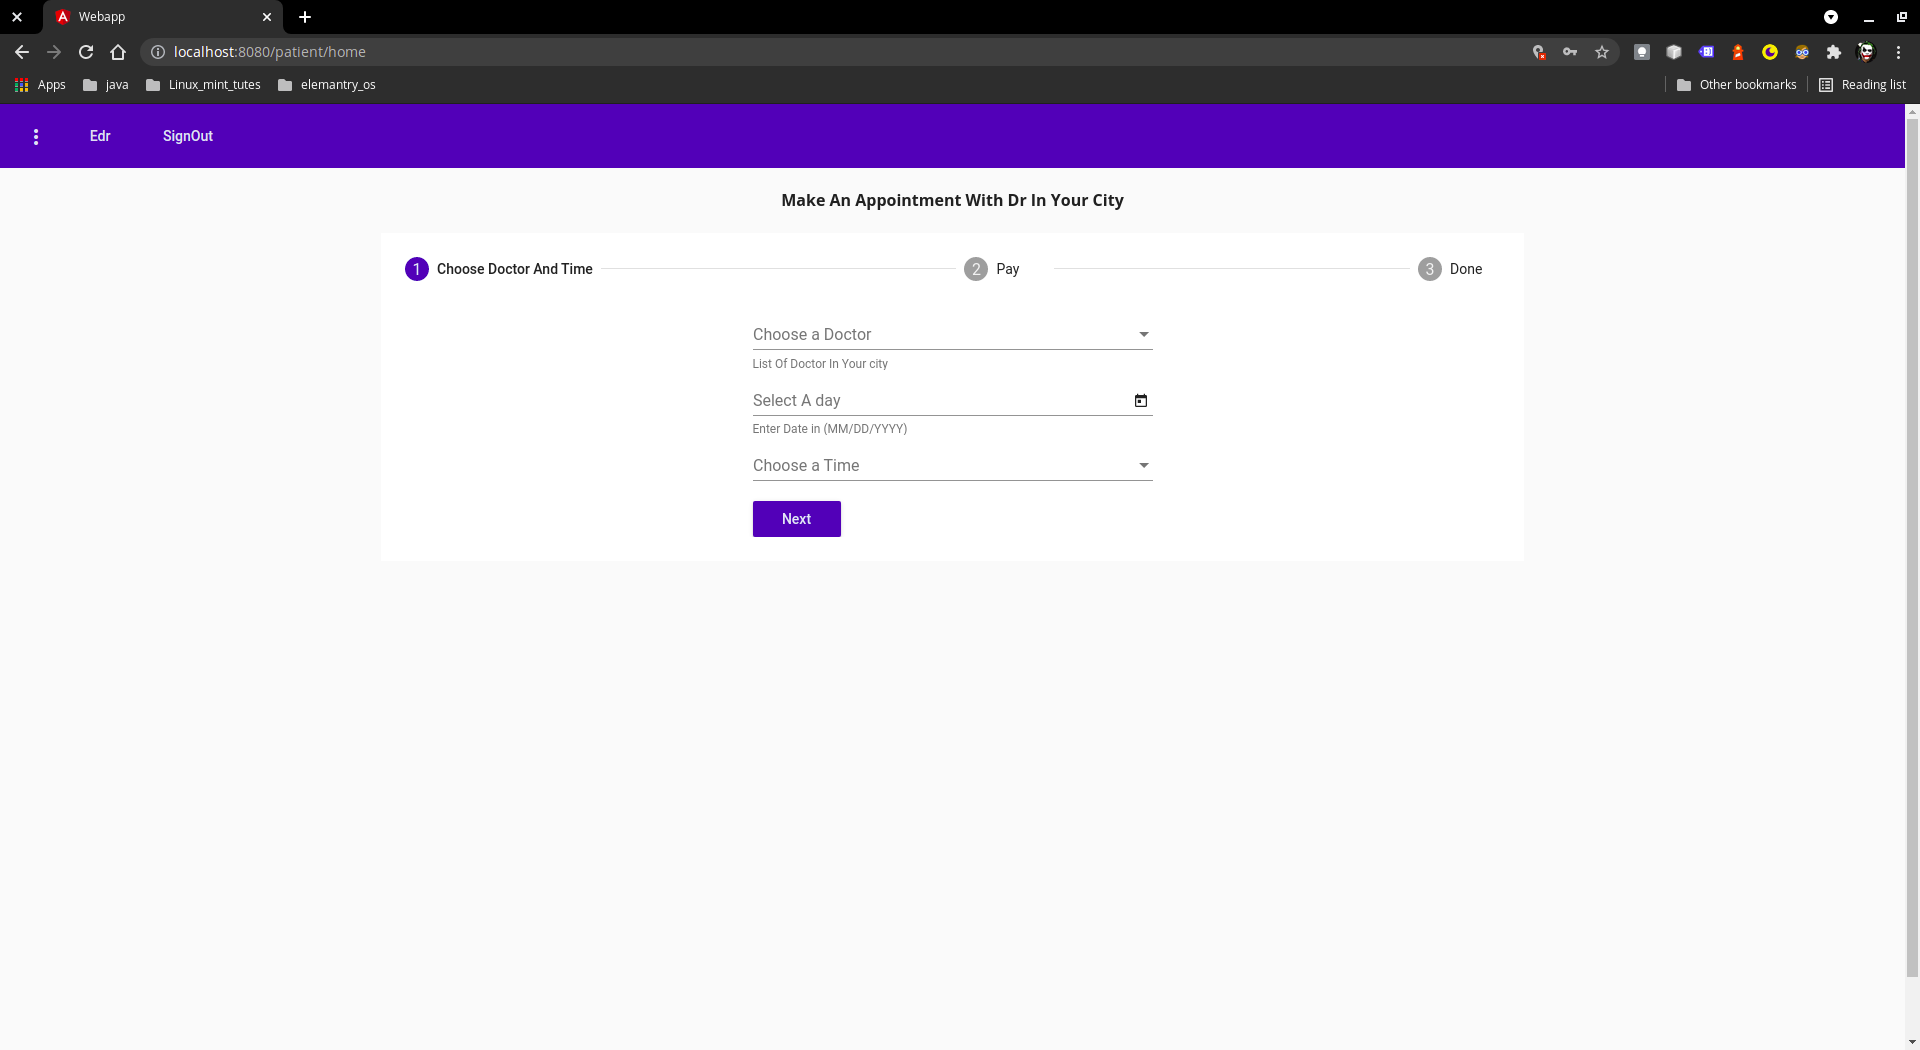 Webapp
localhost:8080/patient/home
Apps java Linux_mint_tutes elemantry_os Other bookmarks Reading list
Edr SignOut
Make An Appointment With Dr In Your City
1 Choose Doctor And Time 2 Pay 3 Done
Choose a Doctor
List Of Doctor In Your city
Select A day
Enter Date in (MM/DD/YYYY)
Choose a Time
Next